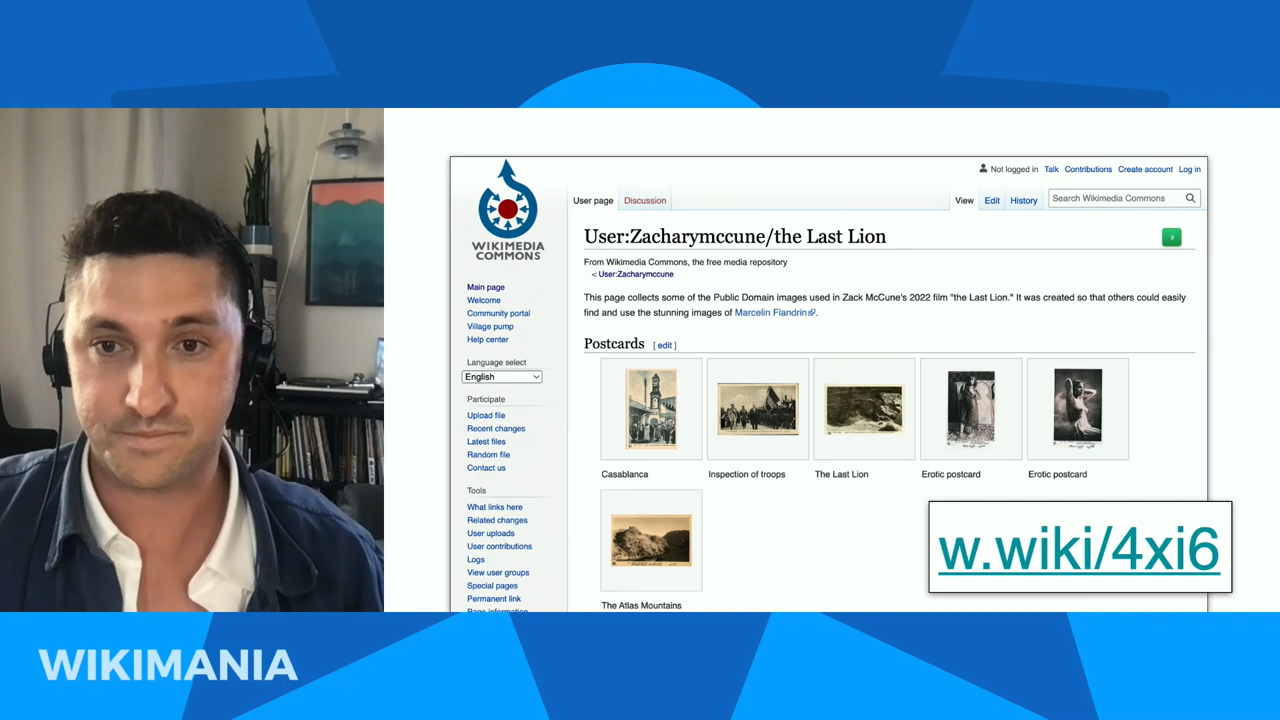 WIKIMEDIA
COMMONS
Not logged in Talk Contributions Create account Log in
User page Discussion
View Edit History
Search Wikimedia Commons
User:Zacharymccune/the Last Lion
From Wikimedia Commons, the free media repository
< User:Zacharymccune
Main page
Welcome
Community portal
Village pump
Help center
Language select
English
Participate
Upload file
Recent changes
Latest files
Random file
Contact us
Tools
What links here
Related changes
User uploads
User contributions
Logs
View user groups
Special pages
Permanent link
Page information
This page collects some of the Public Domain images used in Zack McCune's 2022 film "the Last Lion." It was created so that others could easily
find and use the stunning images of Marcelin Flandrin.
Postcards [ edit ]
Casablanca
Inspection of troops
The Last Lion
Erotic postcard
Erotic postcard
The Atlas Mountains
w.wiki/4xi6
WIKIMANIA